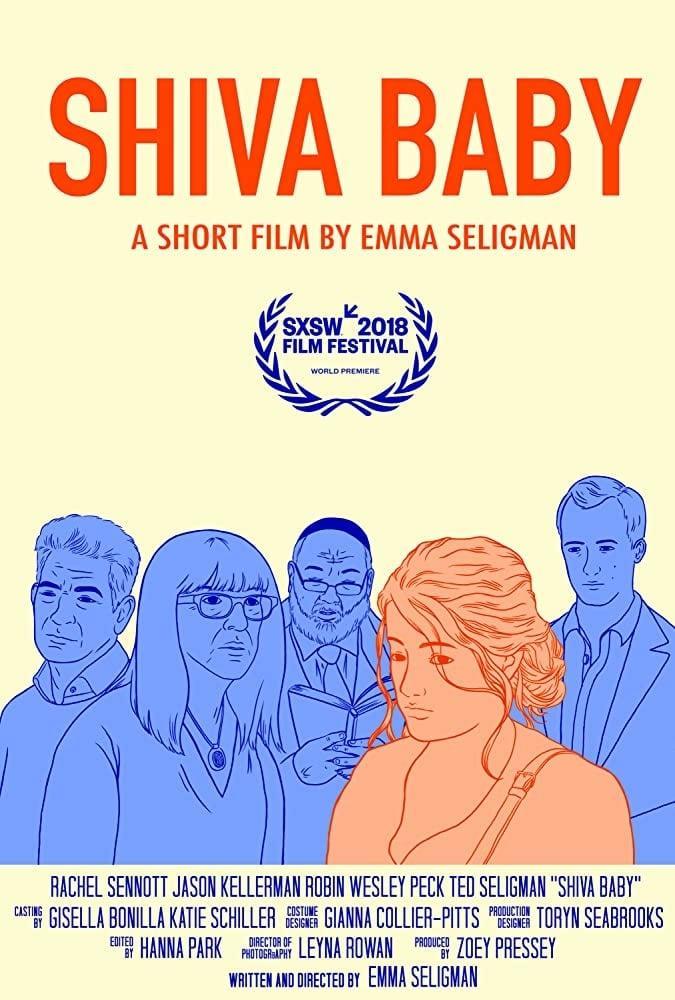 SHIVA BABY
A SHORT FILM BY EMMA SELIGMAN
SXSW 2018
FILM FESTIVAL
WORLD PREMIERE
RACHEL SENNOTT JASON KELLERMAN ROBIN WESLEY PECK TED SELIGMAN "SHIVA BABY"
CASTING BY GISELLA BONILLA KATIE SCHILLER COSTUME DESIGNER GIANNA COLLIER-PITTS PRODUCTION DESIGNER TORYN SEABROOKS
EDITED BY HANNA PARK DIRECTOR OF PHOTOGRAPHY LEYNA ROWAN PRODUCED BY ZOEY PRESSEY
WRITTEN AND DIRECTED BY EMMA SELIGMAN